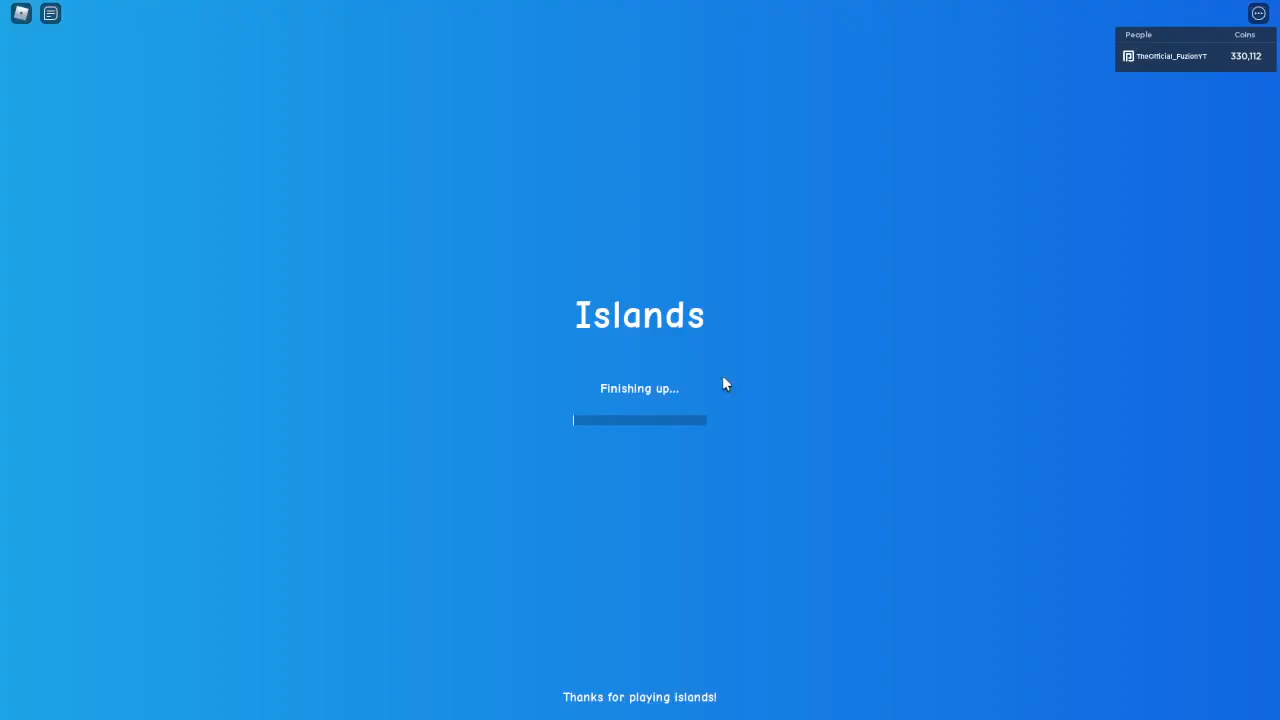 People Coins
TheOfficial_FuzionYT 330,112
Islands
Finishing up...
Thanks for playing islands!